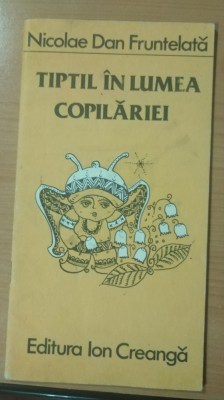 Nicolae Dan Fruntelată
TIPTIL ÎN LUMEA
COPILĂRIEI
Editura Ion Creangă